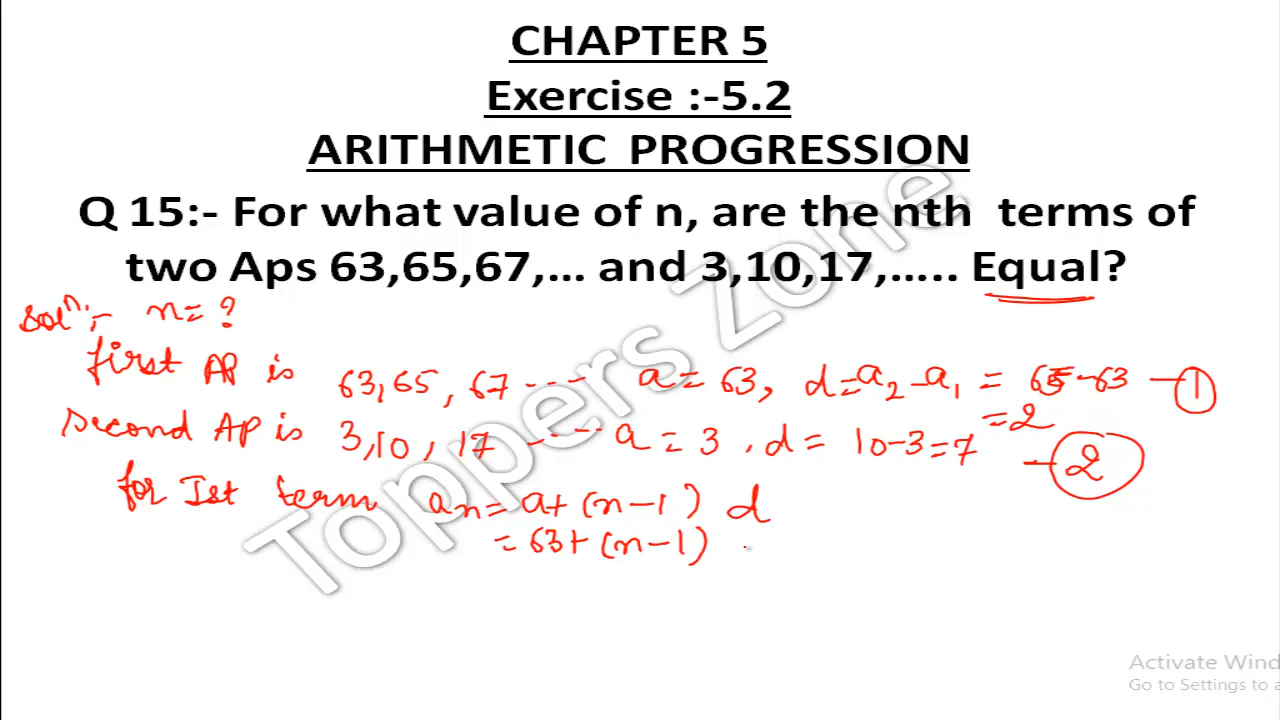 CHAPTER 5
Exercise :-5.2
ARITHMETIC PROGRESSION
Q 15:- For what value of n, are the nth terms of
two Aps 63,65,67,... and 3,10,17,..... Equal?
Solⁿ:- n = ?
first AP is 63, 65, 67 ---- a = 63, d = a₂ - a₁ = 65 - 63 — 1
= 2
Second AP is 3, 10, 17 ---- a = 3, d = 10 - 3 = 7 — 2
for Ist term aₙ = a + (n - 1) d
= 63 + (n - 1)
Toppers Zone
Activate Wind
Go to Settings to a